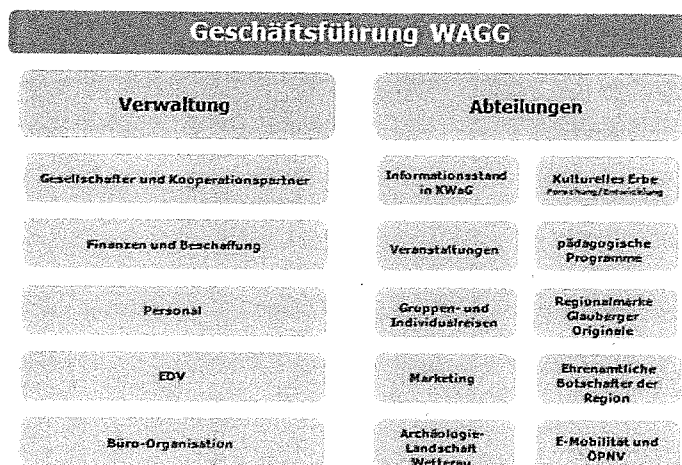 Geschäftsführung WAGG
Verwaltung
Gesellschafter und Kooperationspartner
Finanzen und Beschaffung
Personal
EDV
Büro-Organisation
Abteilungen
Informationsstand
in KWaG
Kulturelles Erbe
Forschung/Entwicklung
Veranstaltungen
pädagogische
Programme
Gruppen- und
Individualreisen
Regionalmarke
Glauberger
Originale
Marketing
Ehrenamtliche
Botschafter der
Region
Archäologie-
Landschaft
Wetterau
E-Mobilität und
ÖPNV